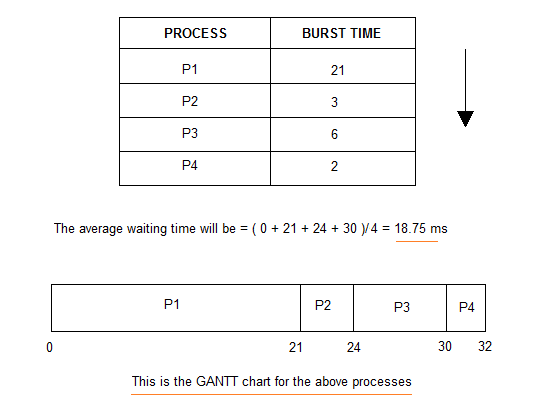 PROCESS BURST TIME
P1 21
P2 3
P3 6
P4 2
The average waiting time will be = ( 0 + 21 + 24 + 30 )/ 4 = 18.75 ms
P1 P2 P3 P4
0 21 24 30 32
This is the GANTT chart for the above processes